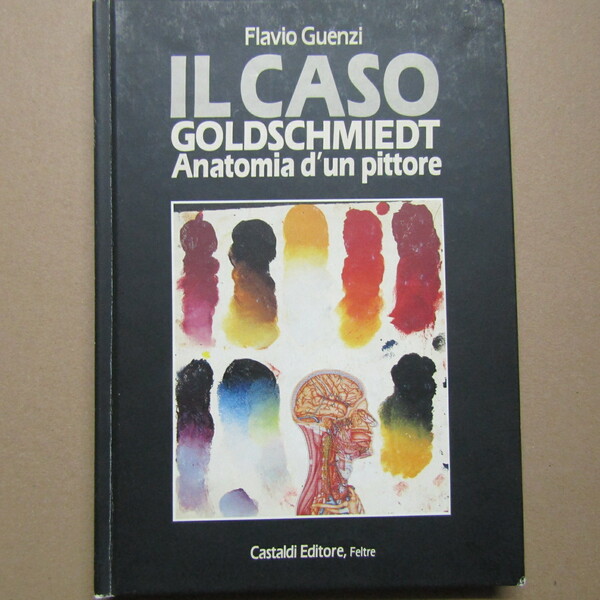 Flavio Guenzi
IL CASO
GOLDSCHMIEDT
Anatomia d'un pittore
Castaldi Editore, Feltre